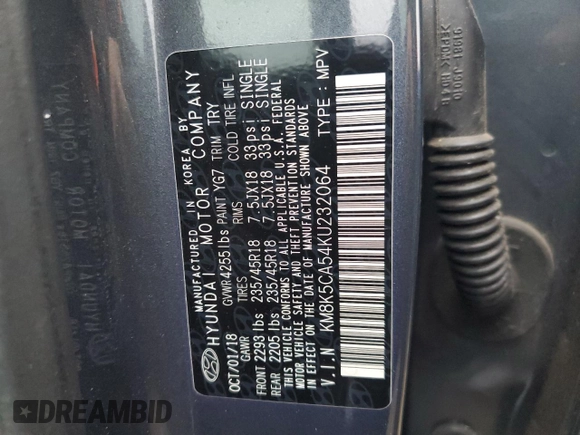 MANUFACTURED IN KOREA BY
HYUNDAI MOTOR COMPANY
OCT/01/18 GVWR4255lbs PAINT YG7 TRIM TRY
GAWR TIRES RIMS COLD TIRE INFL
FRONT 2293lbs 235/45R18 7.5JX18 33psi SINGLE
REAR 2205lbs 235/45R18 7.5JX18 33psi SINGLE
THIS VEHICLE CONFORMS TO ALL APPLICABLE U.S.A. FEDERAL
MOTOR VEHICLE SAFETY AND THEFT PREVENTION STANDARDS
IN EFFECT ON THE DATE OF MANUFACTURE SHOWN ABOVE
V.I.N KM8K5CA54KU232064 TYPE : MPV
DREAMBID